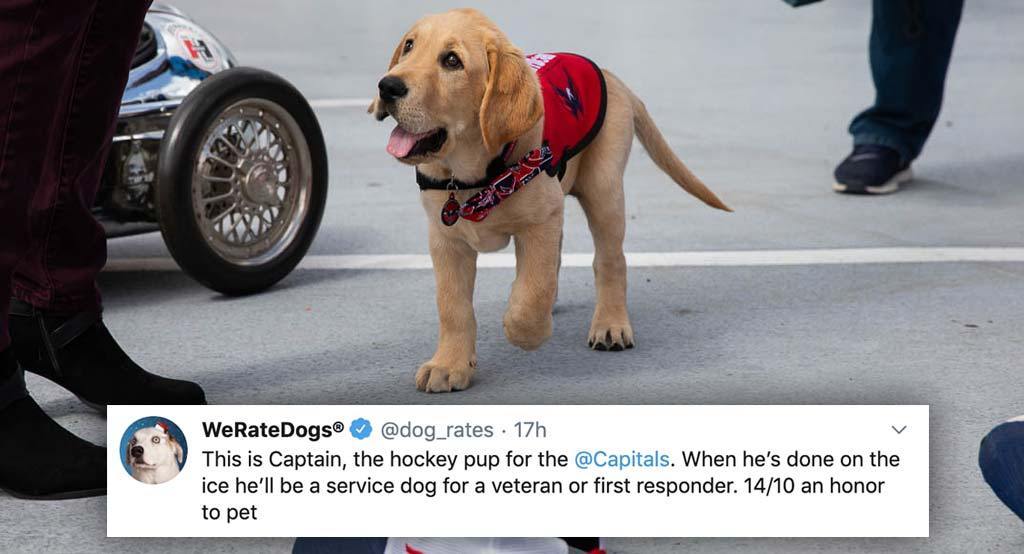 WeRateDogs® @dog_rates · 17h
This is Captain, the hockey pup for the @Capitals. When he’s done on the
ice he’ll be a service dog for a veteran or first responder. 14/10 an honor
to pet